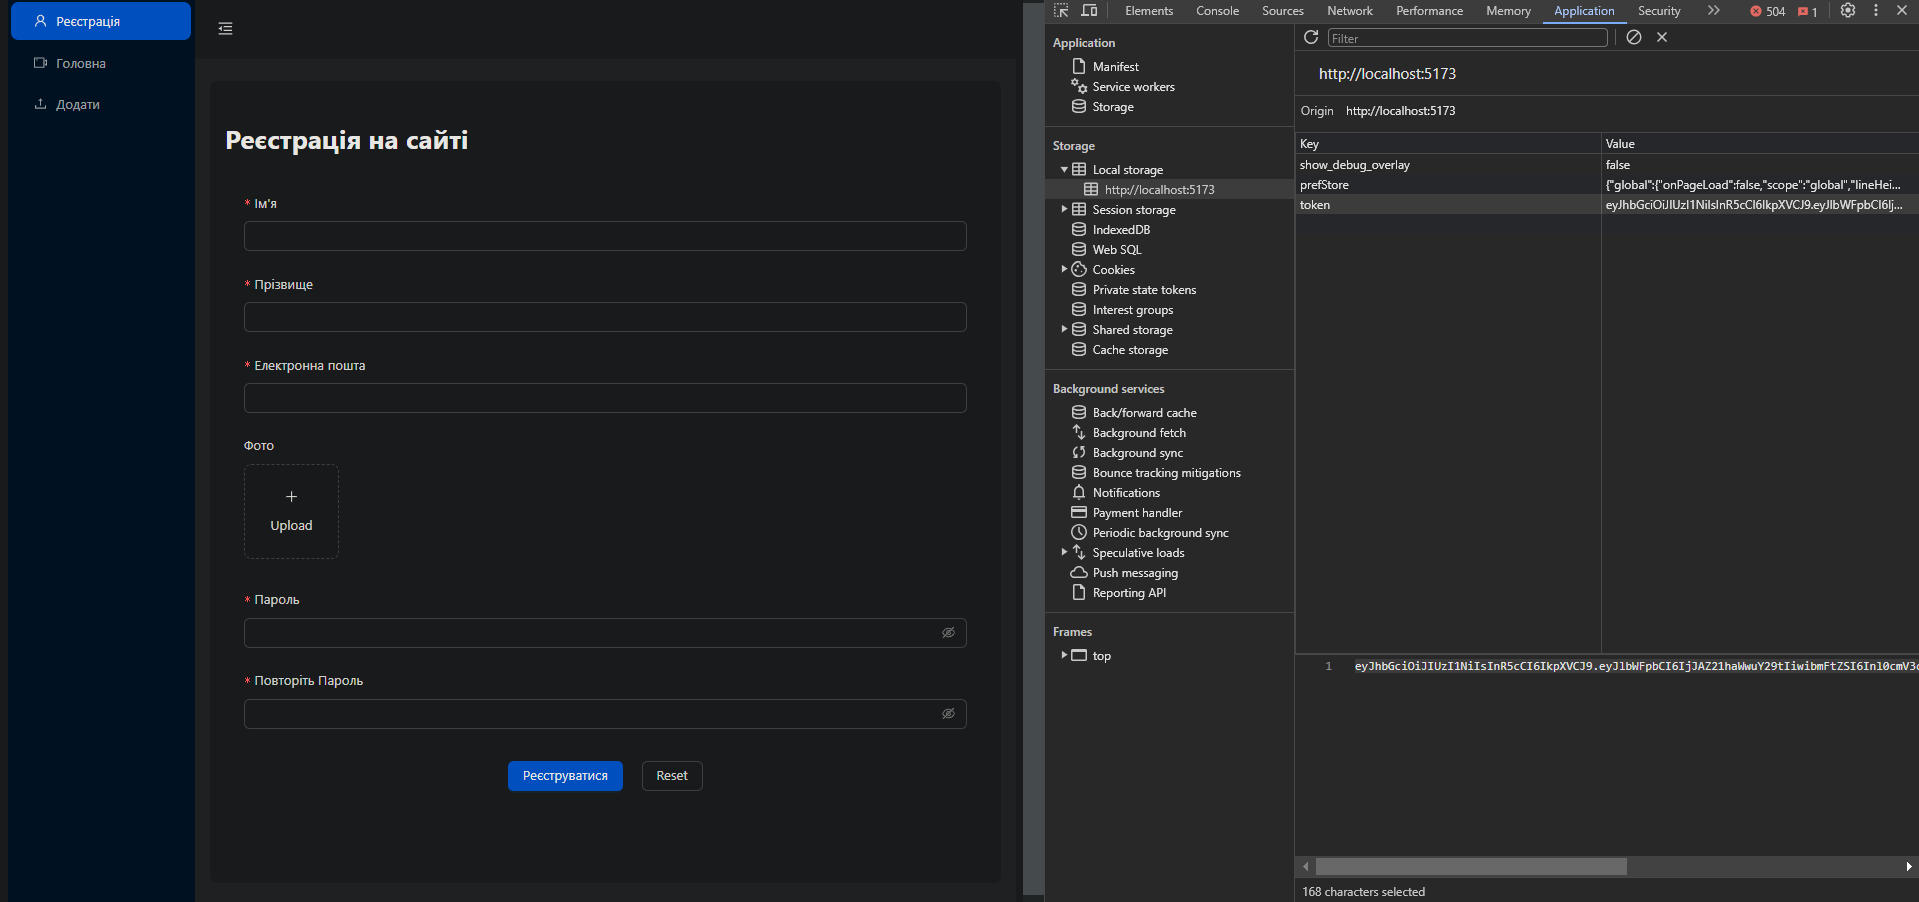 Реєстрація
Головна
Додати
Реєстрація на сайті
* Ім'я
* Прізвище
* Електронна пошта
Фото
+
Upload
* Пароль
* Повторіть Пароль
Реєструватися
Reset
Elements Console Sources Network Performance Memory Application Security 504 1
Application
Manifest
Service workers
Storage
Storage
Local storage
http://localhost:5173
Session storage
IndexedDB
Web SQL
Cookies
Private state tokens
Interest groups
Shared storage
Cache storage
Background services
Back/forward cache
Background fetch
Background sync
Bounce tracking mitigations
Notifications
Payment handler
Periodic background sync
Speculative loads
Push messaging
Reporting API
Frames
top
Filter
http://localhost:5173
Origin http://localhost:5173
Key Value
show_debug_overlay false
prefStore {"global":{"onPageLoad":false,"scope":"global","lineHei...
token
1
168 characters selected